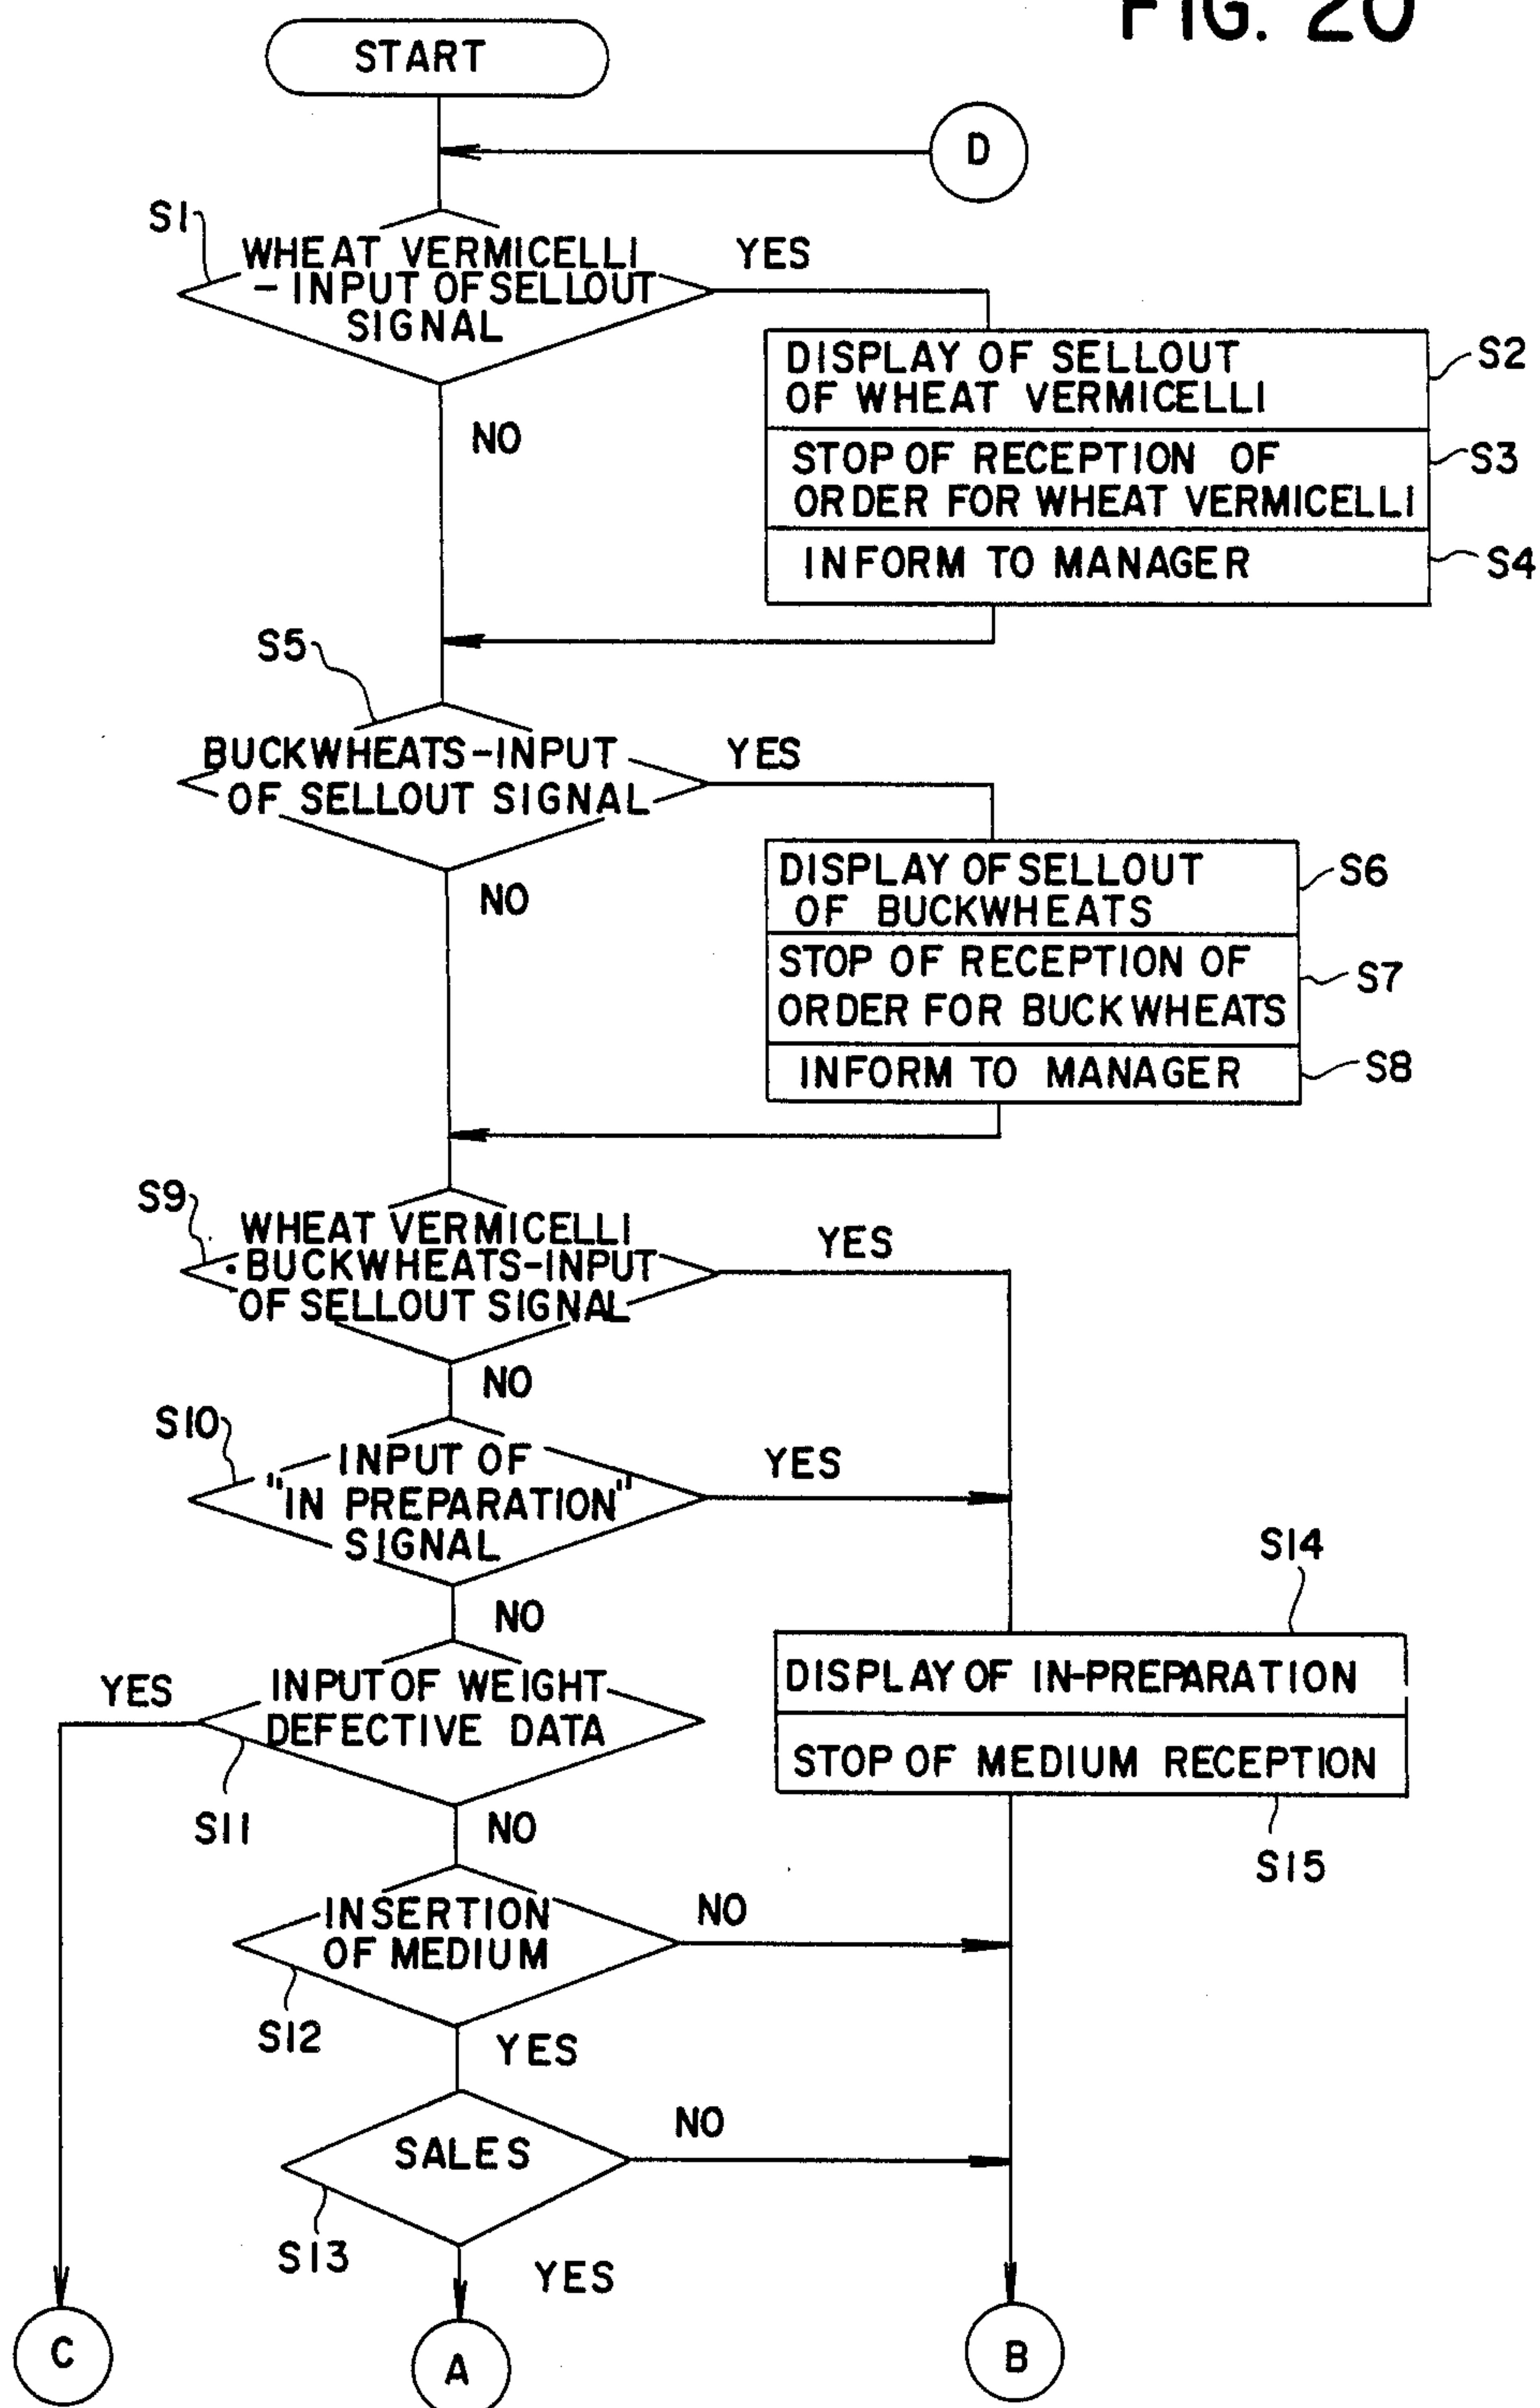 FIG. 20
START
D
S1
WHEAT VERMICELLI
- INPUT OF SELLOUT
SIGNAL
YES
NO
DISPLAY OF SELLOUT
OF WHEAT VERMICELLI
S2
STOP OF RECEPTION OF
ORDER FOR WHEAT VERMICELLI
S3
INFORM TO MANAGER
S4
S5
BUCKWHEATS-INPUT
OF SELLOUT SIGNAL
YES
NO
DISPLAY OF SELLOUT
OF BUCKWHEATS
S6
STOP OF RECEPTION OF
ORDER FOR BUCKWHEATS
S7
INFORM TO MANAGER
S8
S9
WHEAT VERMICELLI
·BUCKWHEATS-INPUT
OF SELLOUT SIGNAL
YES
NO
S10
INPUT OF
"IN PREPARATION"
SIGNAL
YES
NO
S14
DISPLAY OF IN-PREPARATION
STOP OF MEDIUM RECEPTION
S15
YES
INPUT OF WEIGHT
DEFECTIVE DATA
S11
NO
INSERTION
OF MEDIUM
NO
S12
YES
SALES
NO
S13
YES
C
A
B